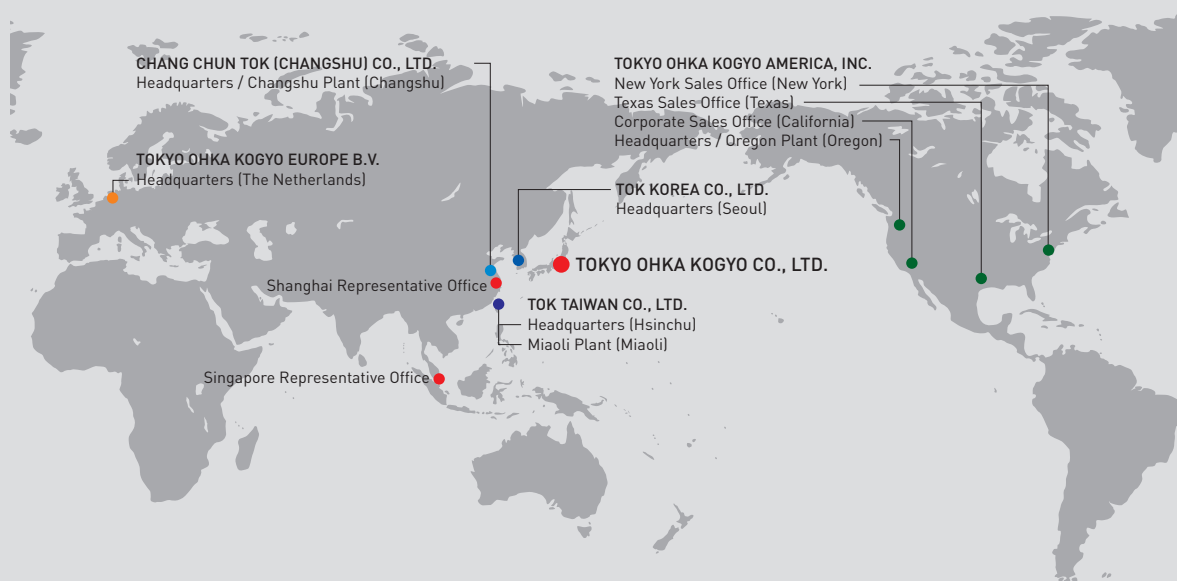 CHANG CHUN TOK (CHANGSHU) CO., LTD.
Headquarters / Changshu Plant (Changshu)
TOKYO OHKA KOGYO EUROPE B.V.
Headquarters (The Netherlands)
TOKYO OHKA KOGYO AMERICA, INC.
New York Sales Office (New York)
Texas Sales Office (Texas)
Corporate Sales Office (California)
Headquarters / Oregon Plant (Oregon)
TOK KOREA CO., LTD.
Headquarters (Seoul)
TOKYO OHKA KOGYO CO., LTD.
Shanghai Representative Office
TOK TAIWAN CO., LTD.
Headquarters (Hsinchu)
Miaoli Plant (Miaoli)
Singapore Representative Office